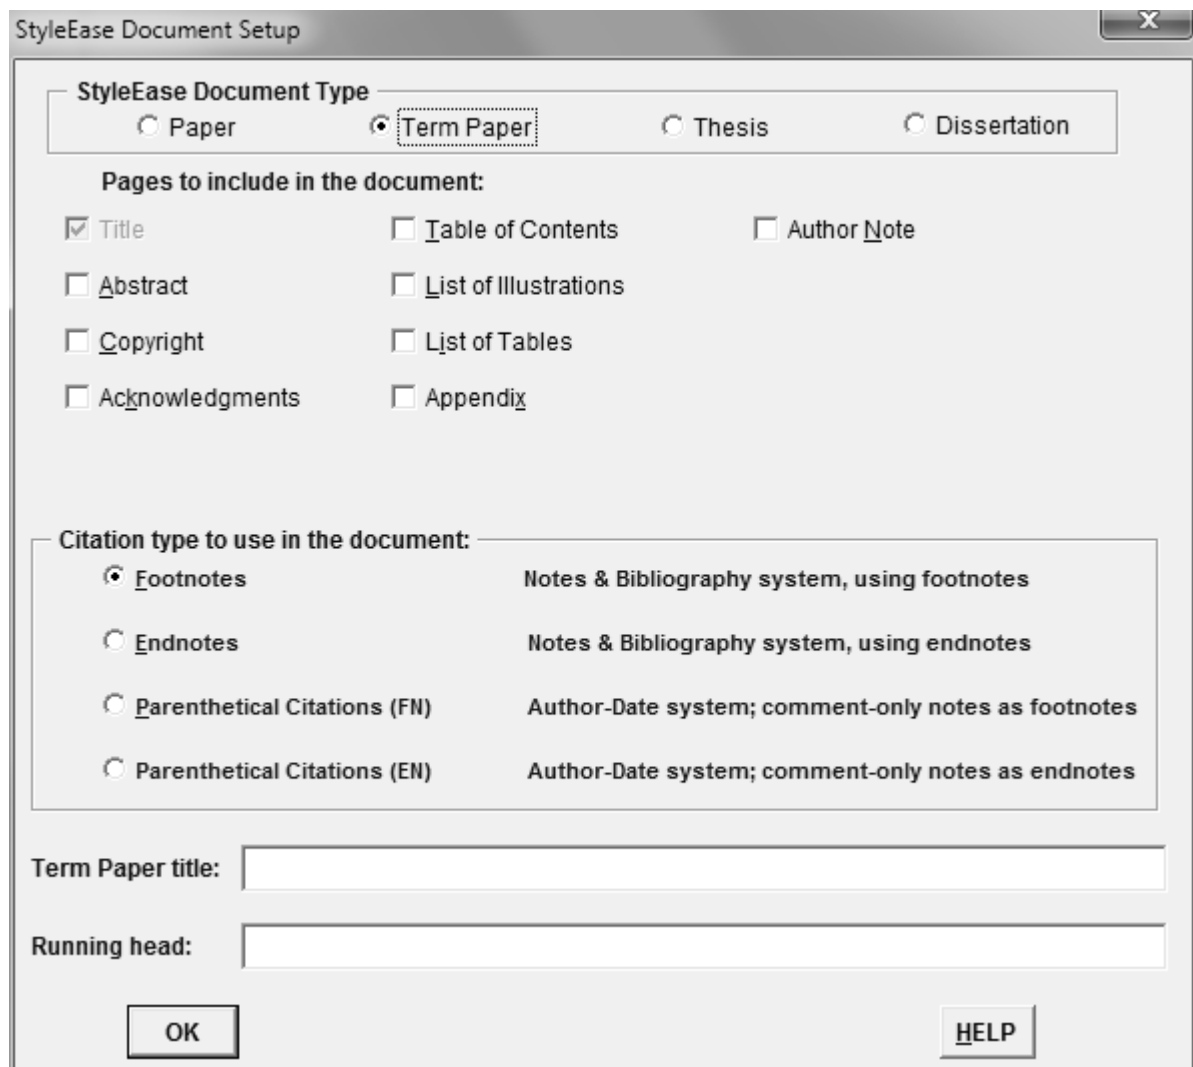 StyleEase Document Setup
X
StyleEase Document Type
Paper Term Paper Thesis Dissertation
Pages to include in the document:
Title Table of Contents Author Note
Abstract List of Illustrations
Copyright List of Tables
Acknowledgments Appendix
Citation type to use in the document:
Footnotes Notes & Bibliography system, using footnotes
Endnotes Notes & Bibliography system, using endnotes
Parenthetical Citations (FN) Author-Date system; comment-only notes as footnotes
Parenthetical Citations (EN) Author-Date system; comment-only notes as endnotes
Term Paper title:
Running head:
OK HELP